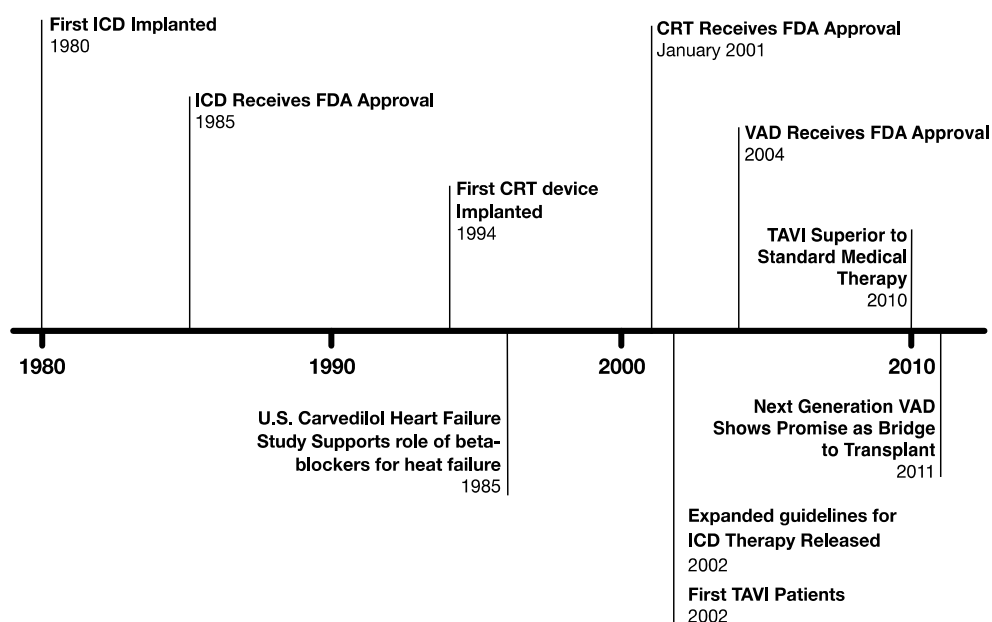 First ICD Implanted
1980
ICD Receives FDA Approval
1985
First CRT device
Implanted
1994
CRT Receives FDA Approval
January 2001
VAD Receives FDA Approval
2004
TAVI Superior to
Standard Medical
Therapy
2010
1980
1990
2000
2010
U.S. Carvedilol Heart Failure
Study Supports role of beta-
blockers for heat failure
1985
Next Generation VAD
Shows Promise as Bridge
to Transplant
2011
Expanded guidelines for
ICD Therapy Released
2002
First TAVI Patients
2002